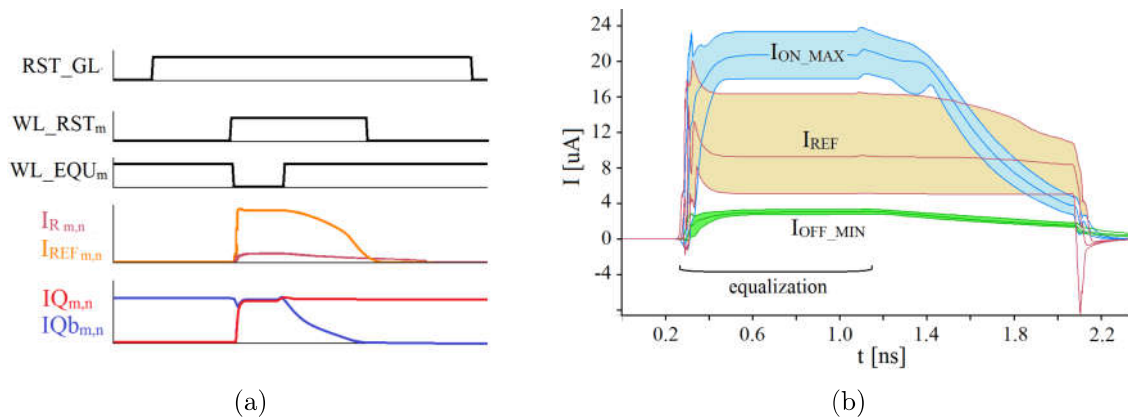 RST_GL
WL_RSTm
WL_EQUm
IR m,n
IREF m,n
IQm,n
IQbm,n
(a)
24
20
16
12
8
4
0
-4
I [uA]
ION_MAX
IREF
IOFF_MIN
equalization
0.2 0.6 1.0 1.4 1.8 2.2
t [ns]
(b)